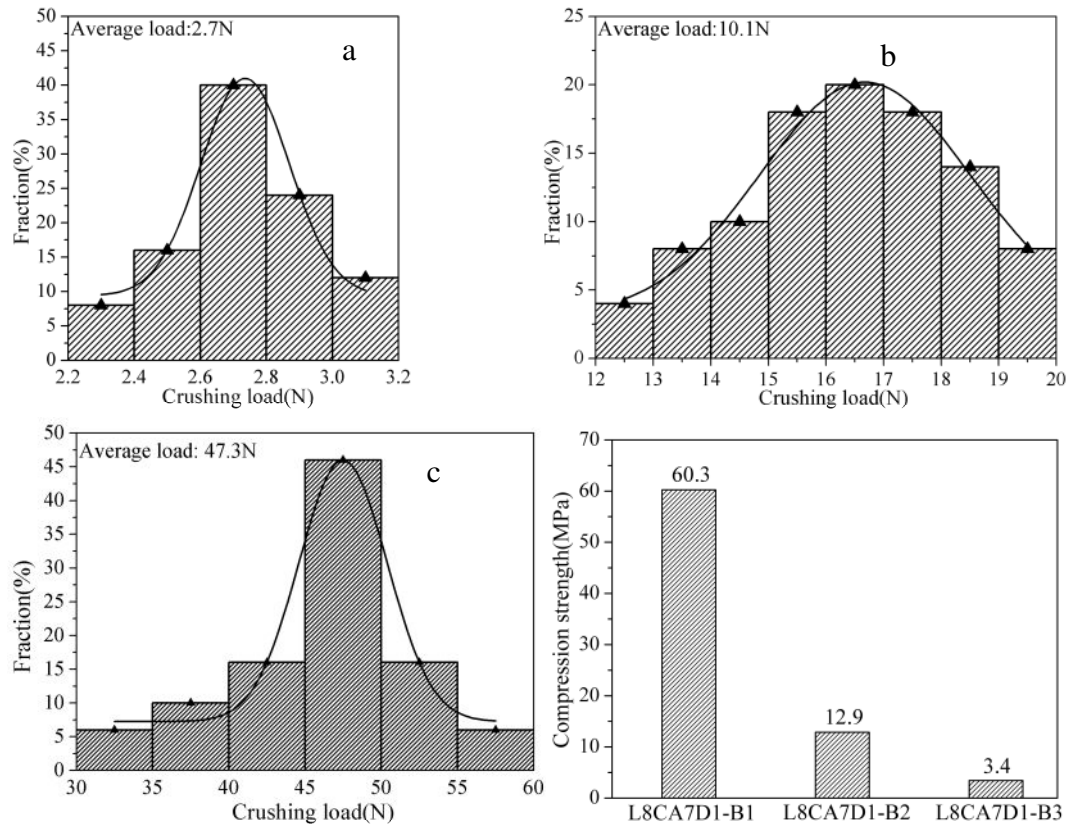 Average load:2.7N
a
50
45
40
35
30
25
20
15
10
5
0
Fraction(%)
2.2 2.4 2.6 2.8 3.0 3.2
Crushing load(N)
Average load:10.1N
b
25
20
15
10
5
0
Fraction(%)
12 13 14 15 16 17 18 19 20
Crushing load(N)
Average load: 47.3N
c
50
45
40
35
30
25
20
15
10
5
0
Fraction(%)
30 35 40 45 50 55 60
Crushing load(N)
70
60
50
40
30
20
10
0
Compression strength(MPa)
60.3
12.9
3.4
L8CA7D1-B1 L8CA7D1-B2 L8CA7D1-B3